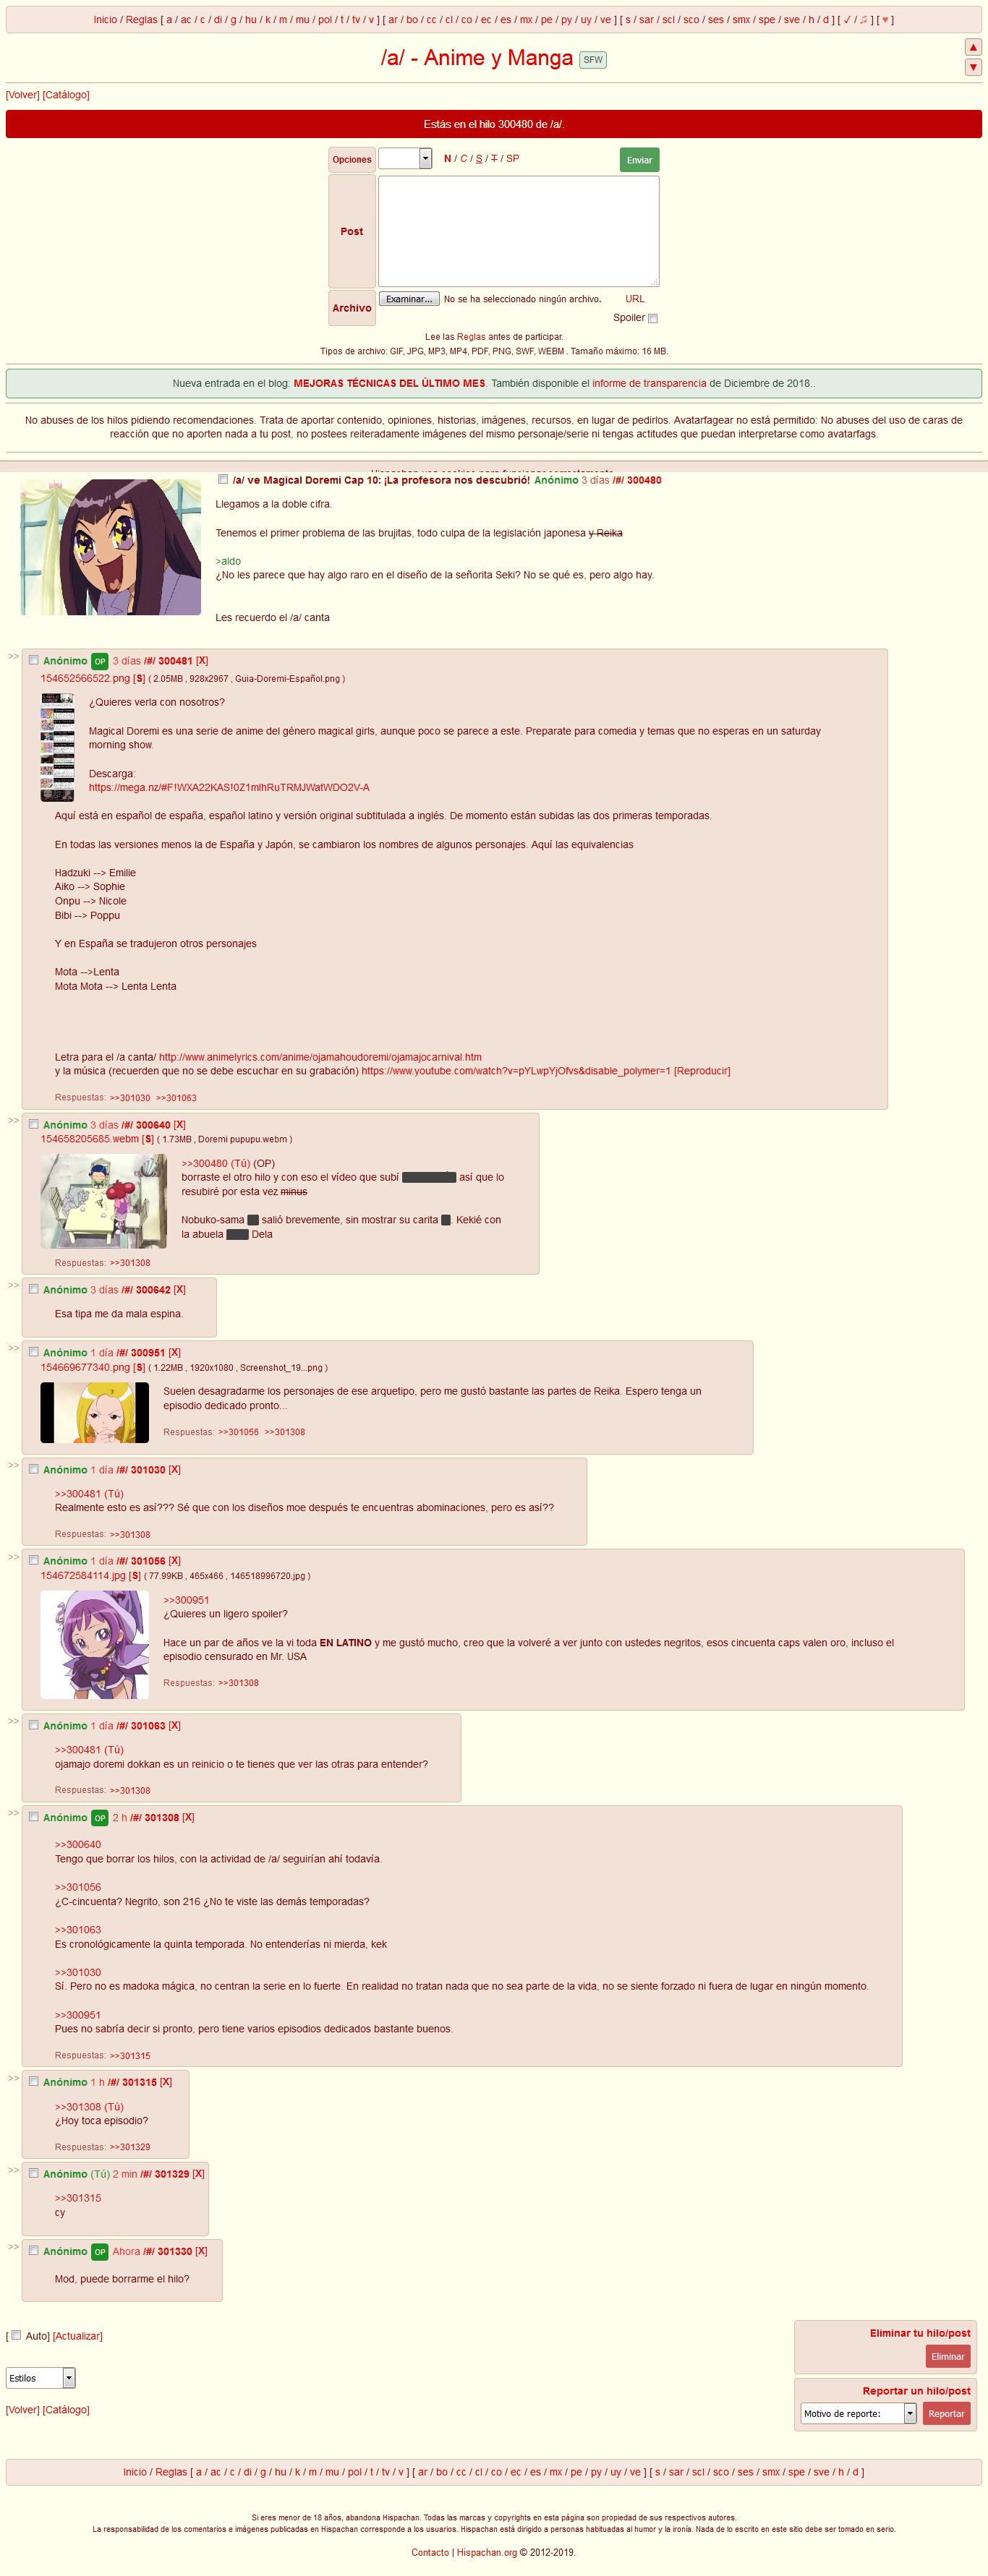 Inicio / Reglas [ a / ac / c / di / g / hu / k / m / mu / pol / t / tv / v ] [ ar / bo / cc / cl / co / ec / es / mx / pe / py / uy / ve ] [ s / sar / scl / sco / ses / smx / spe / sve / h / d ] [ ✓ / ♫ ] [ ♥ ]
/a/ - Anime y Manga SFW
▲
▼
[Volver] [Catálogo]
Estás en el hilo 300480 de /a/.
Opciones N / C / S / T / SP Enviar
Post
Archivo Examinar... No se ha seleccionado ningún archivo. URL
Spoiler
Lee las Reglas antes de participar.
Tipos de archivo: GIF, JPG, MP3, MP4, PDF, PNG, SWF, WEBM . Tamaño máximo: 16 MB.
Nueva entrada en el blog: MEJORAS TÉCNICAS DEL ÚLTIMO MES. También disponible el informe de transparencia de Diciembre de 2018..
No abuses de los hilos pidiendo recomendaciones. Trata de aportar contenido, opiniones, historias, imágenes, recursos, en lugar de pedirlos. Avatarfagear no está permitido: No abuses del uso de caras de
reacción que no aporten nada a tu post, no postees reiteradamente imágenes del mismo personaje/serie ni tengas actitudes que puedan interpretarse como avatarfags.
/a/ ve Magical Doremi Cap 10: ¡La profesora nos descubrió! Anónimo 3 días /#/ 300480
Llegamos a la doble cifra.
Tenemos el primer problema de las brujitas, todo culpa de la legislación japonesa y Reika
>aldo
¿No les parece que hay algo raro en el diseño de la señorita Seki? No se qué es, pero algo hay.
Les recuerdo el /a/ canta
>> Anónimo OP 3 días /#/ 300481 [X]
154652566522.png [S] ( 2.05MB , 928x2967 , Guia-Doremi-Español.png )
¿Quieres verla con nosotros?
Magical Doremi es una serie de anime del género magical girls, aunque poco se parece a este. Preparate para comedia y temas que no esperas en un saturday
morning show.
Descarga:
https://mega.nz/#F!WXA22KAS!0Z1mlhRuTRMJWatWDO2V-A
Aquí está en español de españa, español latino y versión original subtitulada a inglés. De momento están subidas las dos primeras temporadas.
En todas las versiones menos la de España y Japón, se cambiaron los nombres de algunos personajes. Aquí las equivalencias
Hadzuki --> Emilie
Aiko --> Sophie
Onpu --> Nicole
Bibi --> Poppu
Y en España se tradujeron otros personajes
Mota -->Lenta
Mota Mota --> Lenta Lenta
Letra para el /a canta/ http://www.animelyrics.com/anime/ojamahoudoremi/ojamajocarnival.htm
y la música (recuerden que no se debe escuchar en su grabación) https://www.youtube.com/watch?v=pYLwpYjOfvs&disable_polymer=1 [Reproducir]
Respuestas: >>301030 >>301063
>> Anónimo 3 días /#/ 300640 [X]
154658205685.webm [S] ( 1.73MB , Doremi pupupu.webm )
>>300480 (Tú) (OP)
borraste el otro hilo y con eso el vídeo que subí así que lo
resubiré por esta vez minus
Nobuko-sama salió brevemente, sin mostrar su carita . Kekié con
la abuela Dela
Respuestas: >>301308
>> Anónimo 3 días /#/ 300642 [X]
Esa tipa me da mala espina.
>> Anónimo 1 día /#/ 300951 [X]
154669677340.png [S] ( 1.22MB , 1920x1080 , Screenshot_19...png )
Suelen desagradarme los personajes de ese arquetipo, pero me gustó bastante las partes de Reika. Espero tenga un
episodio dedicado pronto...
Respuestas: >>301056 >>301308
>> Anónimo 1 día /#/ 301030 [X]
>>300481 (Tú)
Realmente esto es así??? Sé que con los diseños moe después te encuentras abominaciones, pero es así??
Respuestas: >>301308
>> Anónimo 1 día /#/ 301056 [X]
154672584114.jpg [S] ( 77.99KB , 465x466 , 146518996720.jpg )
>>300951
¿Quieres un ligero spoiler?
Hace un par de años ve la vi toda EN LATINO y me gustó mucho, creo que la volveré a ver junto con ustedes negritos, esos cincuenta caps valen oro, incluso el
episodio censurado en Mr. USA
Respuestas: >>301308
>> Anónimo 1 día /#/ 301063 [X]
>>300481 (Tú)
ojamajo doremi dokkan es un reinicio o te tienes que ver las otras para entender?
Respuestas: >>301308
>> Anónimo OP 2 h /#/ 301308 [X]
>>300640
Tengo que borrar los hilos, con la actividad de /a/ seguirían ahí todavía.
>>301056
¿C-cincuenta? Negrito, son 216 ¿No te viste las demás temporadas?
>>301063
Es cronológicamente la quinta temporada. No entenderías ni mierda, kek
>>301030
Sí. Pero no es madoka mágica, no centran la serie en lo fuerte. En realidad no tratan nada que no sea parte de la vida, no se siente forzado ni fuera de lugar en ningún momento.
>>300951
Pues no sabría decir si pronto, pero tiene varios episodios dedicados bastante buenos.
Respuestas: >>301315
>> Anónimo 1 h /#/ 301315 [X]
>>301308 (Tú)
¿Hoy toca episodio?
Respuestas: >>301329
>> Anónimo (Tú) 2 min /#/ 301329 [X]
>>301315
cy
>> Anónimo OP Ahora /#/ 301330 [X]
Mod, puede borrarme el hilo?
[ Auto] [Actualizar]
Eliminar tu hilo/post
Eliminar
Estilos
Reportar un hilo/post
Motivo de reporte: Reportar
[Volver] [Catálogo]
Inicio / Reglas [ a / ac / c / di / g / hu / k / m / mu / pol / t / tv / v ] [ ar / bo / cc / cl / co / ec / es / mx / pe / py / uy / ve ] [ s / sar / scl / sco / ses / smx / spe / sve / h / d ]
Si eres menor de 18 años, abandona Hispachan. Todas las marcas y copyrights en esta página son propiedad de sus respectivos autores.
La responsabilidad de los comentarios e imágenes publicadas en Hispachan corresponde a los usuarios. Hispachan está dirigido a personas habituadas al humor y la ironía. Nada de lo escrito en este sitio debe ser tomado en serio.
Contacto | Hispachan.org © 2012-2019.